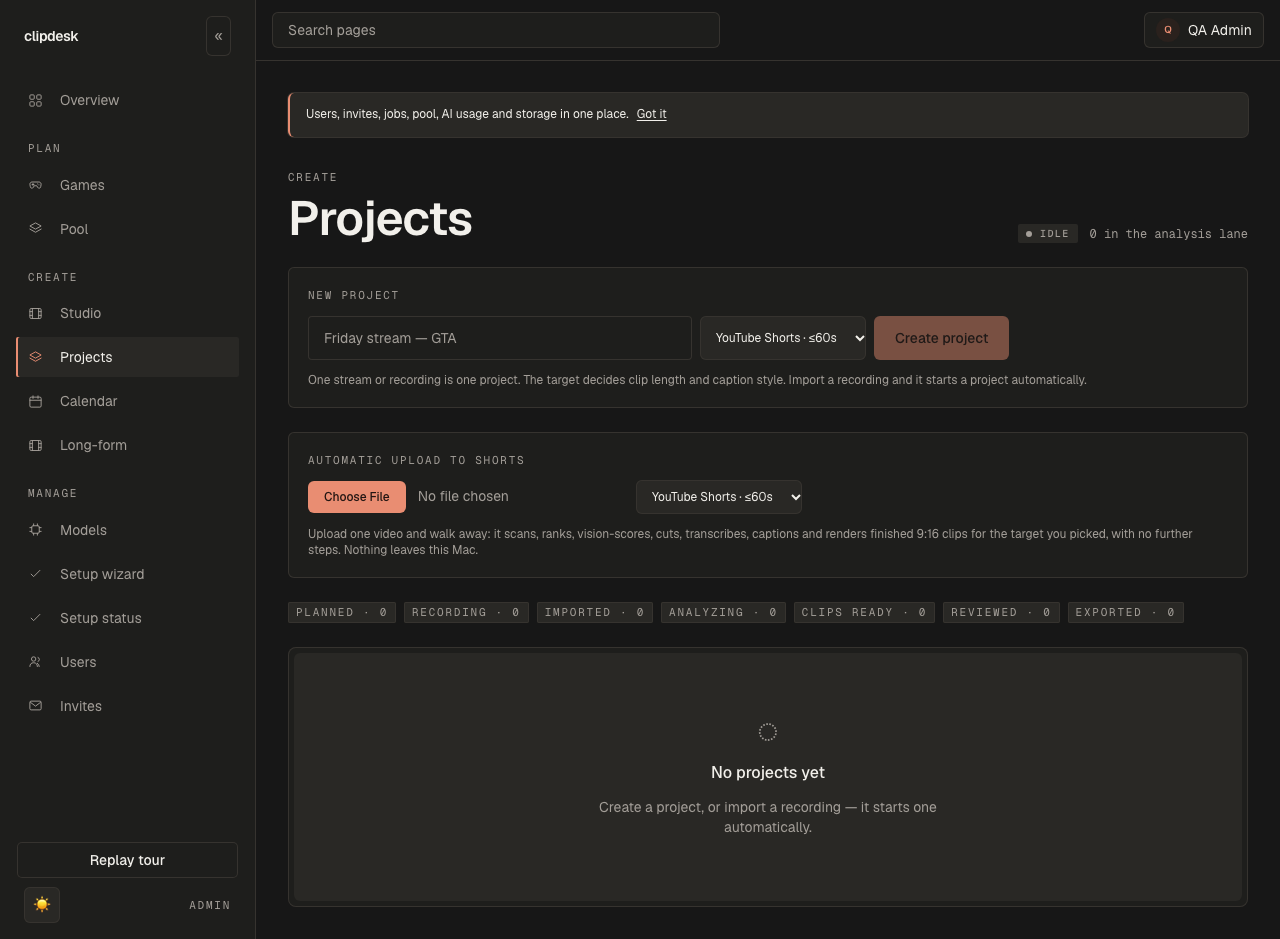 clipdesk
«
Search pages
Q
QA Admin
Overview
PLAN
Games
Pool
CREATE
Studio
Projects
Calendar
Long-form
MANAGE
Models
Setup wizard
Setup status
Users
Invites
Replay tour
ADMIN
Users, invites, jobs, pool, AI usage and storage in one place. Got it
CREATE
Projects
IDLE
0 in the analysis lane
NEW PROJECT
Friday stream — GTA
YouTube Shorts · ≤60s
Create project
One stream or recording is one project. The target decides clip length and caption style. Import a recording and it starts a project automatically.
AUTOMATIC UPLOAD TO SHORTS
Choose File
No file chosen
YouTube Shorts · ≤60s
Upload one video and walk away: it scans, ranks, vision-scores, cuts, transcribes, captions and renders finished 9:16 clips for the target you picked, with no further
steps. Nothing leaves this Mac.
PLANNED · 0
RECORDING · 0
IMPORTED · 0
ANALYZING · 0
CLIPS READY · 0
REVIEWED · 0
EXPORTED · 0
No projects yet
Create a project, or import a recording — it starts one
automatically.